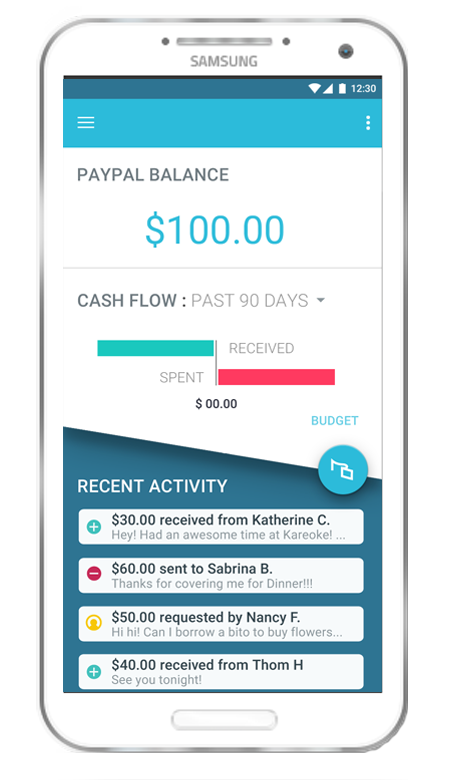 SAMSUNG
12:30
PAYPAL BALANCE
$100.00
CASH FLOW : PAST 90 DAYS
RECEIVED
SPENT
$ 00.00
BUDGET
RECENT ACTIVITY
$30.00 received from Katherine C.
Hey! Had an awesome time at Kareoke! ...
$60.00 sent to Sabrina B.
Thanks for covering me for Dinner!!!
$50.00 requested by Nancy F.
Hi hi! Can I borrow a bito to buy flowers...
$40.00 received from Thom H
See you tonight!